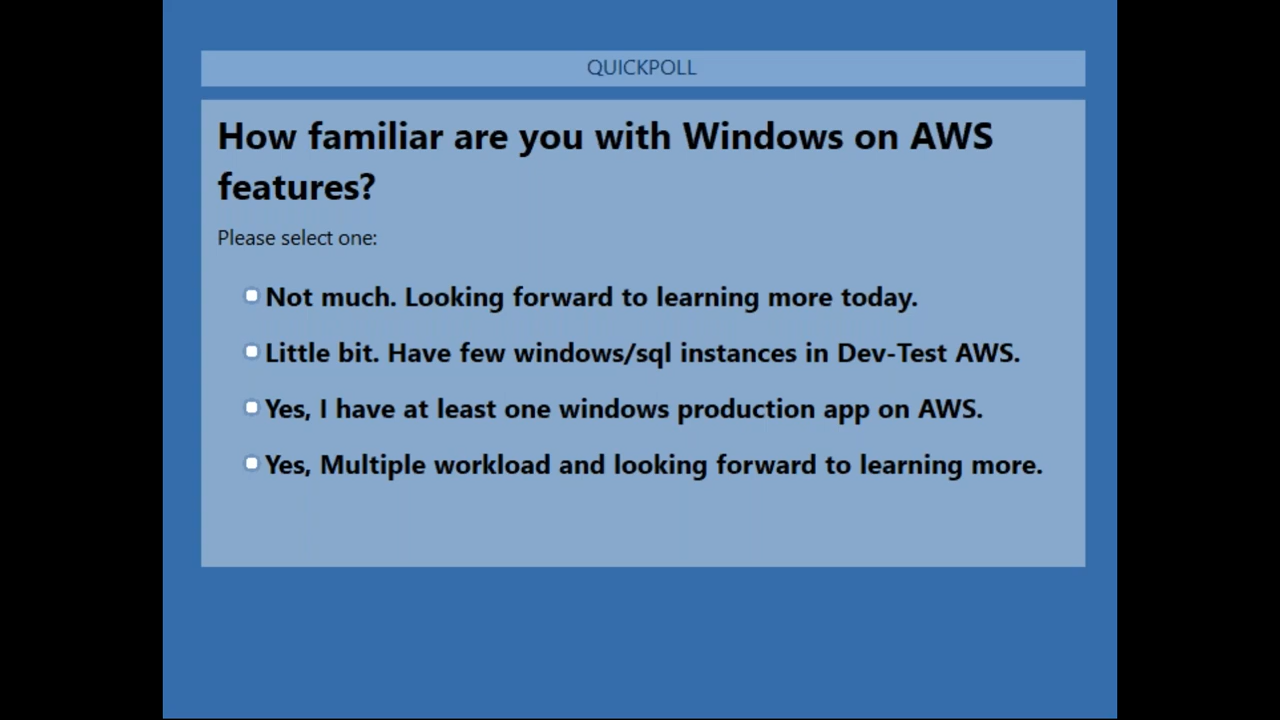 QUICKPOLL
How familiar are you with Windows on AWS
features?
Please select one:
Not much. Looking forward to learning more today.
Little bit. Have few windows/sql instances in Dev-Test AWS.
Yes, I have at least one windows production app on AWS.
Yes, Multiple workload and looking forward to learning more.